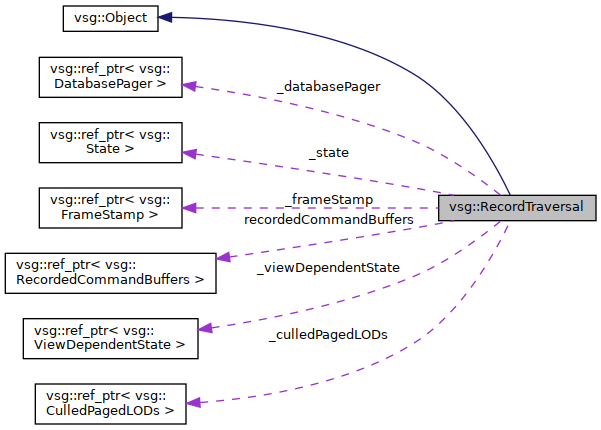 vsg::Object
vsg::ref_ptr< vsg::
DatabasePager >
_databasePager
vsg::ref_ptr< vsg::
State >
_state
vsg::ref_ptr< vsg::
FrameStamp >
_frameStamp
vsg::RecordTraversal
recordedCommandBuffers
vsg::ref_ptr< vsg::
RecordedCommandBuffers >
_viewDependentState
vsg::ref_ptr< vsg::
ViewDependentState >
_culledPagedLODs
vsg::ref_ptr< vsg::
CulledPagedLODs >